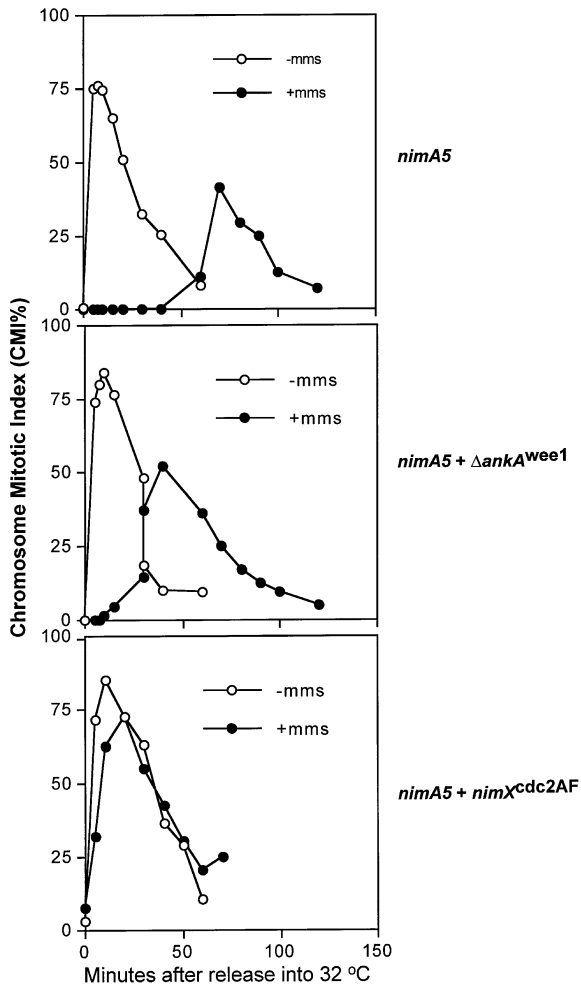 Chromosome Mitotic Index (CMI%)
100
75
50
25
0
-mms
+mms
nimA5
100
75
50
25
0
-mms
+mms
nimA5 + ΔankAwee1
100
75
50
25
0
-mms
+mms
nimA5 + nimXcdc2AF
0 50 100 150
Minutes after release into 32 ºC